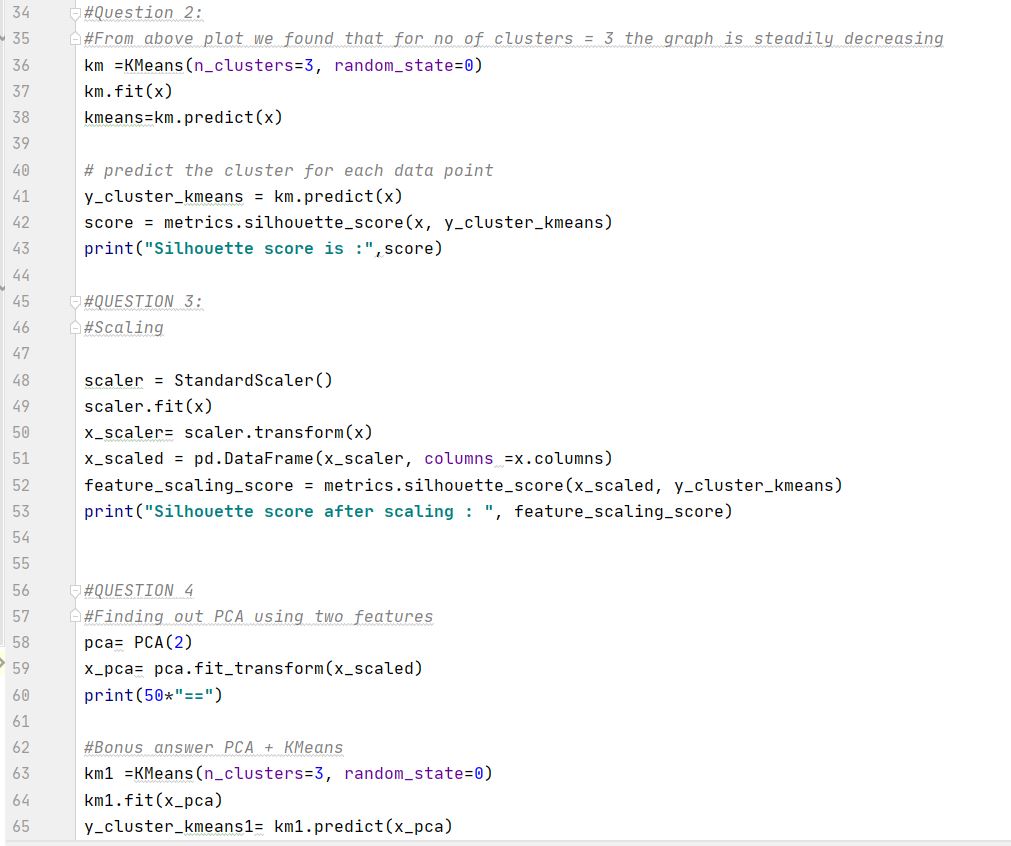 34 #Question 2:
35 #From above plot we found that for no of clusters = 3 the graph is steadily decreasing
36 km =KMeans(n_clusters=3, random_state=0)
37 km.fit(x)
38 kmeans=km.predict(x)
39
40 # predict the cluster for each data point
41 y_cluster_kmeans = km.predict(x)
42 score = metrics.silhouette_score(x, y_cluster_kmeans)
43 print("Silhouette score is :",score)
44
45 #QUESTION 3:
46 #Scaling
47
48 scaler = StandardScaler()
49 scaler.fit(x)
50 x_scaler= scaler.transform(x)
51 x_scaled = pd.DataFrame(x_scaler, columns =x.columns)
52 feature_scaling_score = metrics.silhouette_score(x_scaled, y_cluster_kmeans)
53 print("Silhouette score after scaling : ", feature_scaling_score)
54
55
56 #QUESTION 4
57 #Finding out PCA using two features
58 pca= PCA(2)
59 x_pca= pca.fit_transform(x_scaled)
60 print(50*"==")
61
62 #Bonus answer PCA + KMeans
63 km1 =KMeans(n_clusters=3, random_state=0)
64 km1.fit(x_pca)
65 y_cluster_kmeans1= km1.predict(x_pca)